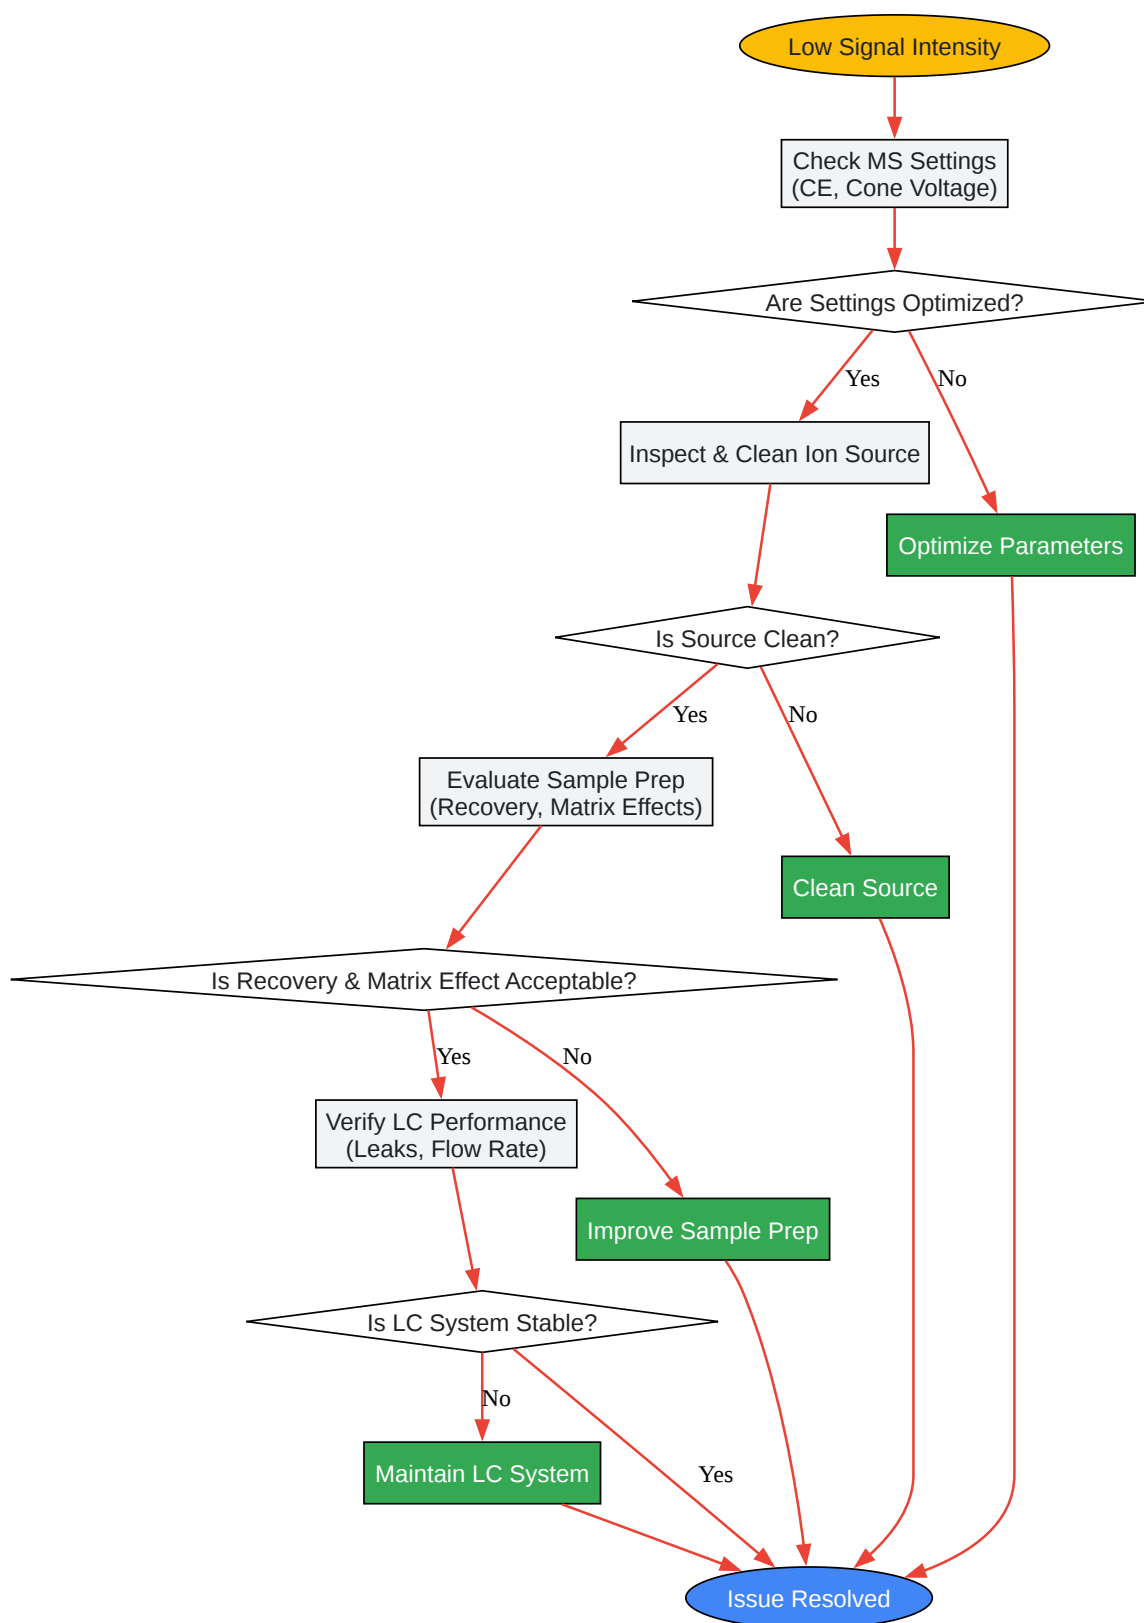 Low Signal Intensity
Check MS Settings
(CE, Cone Voltage)
Are Settings Optimized?
Yes
No
Inspect & Clean Ion Source
Optimize Parameters
Is Source Clean?
Yes
No
Evaluate Sample Prep
(Recovery, Matrix Effects)
Clean Source
Is Recovery & Matrix Effect Acceptable?
Yes
No
Verify LC Performance
(Leaks, Flow Rate)
Improve Sample Prep
Is LC System Stable?
No
Maintain LC System
Yes
Issue Resolved